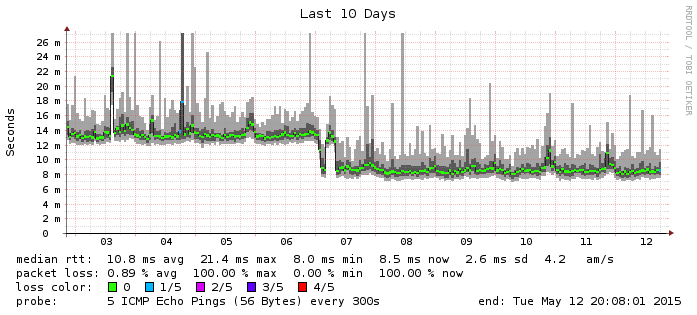 Last 10 Days
RRDTOOL / TOBI OETIKER
Seconds
26 m
24 m
22 m
20 m
18 m
16 m
14 m
12 m
10 m
8 m
6 m
4 m
2 m
0
03 04 05 06 07 08 09 10 11 12
median rtt: 10.8 ms avg 21.4 ms max 8.0 ms min 8.5 ms now 2.6 ms sd 4.2 am/s
packet loss: 0.89 % avg 100.00 % max 0.00 % min 100.00 % now
loss color: 0 1/5 2/5 3/5 4/5
probe: 5 ICMP Echo Pings (56 Bytes) every 300s end: Tue May 12 20:08:01 2015